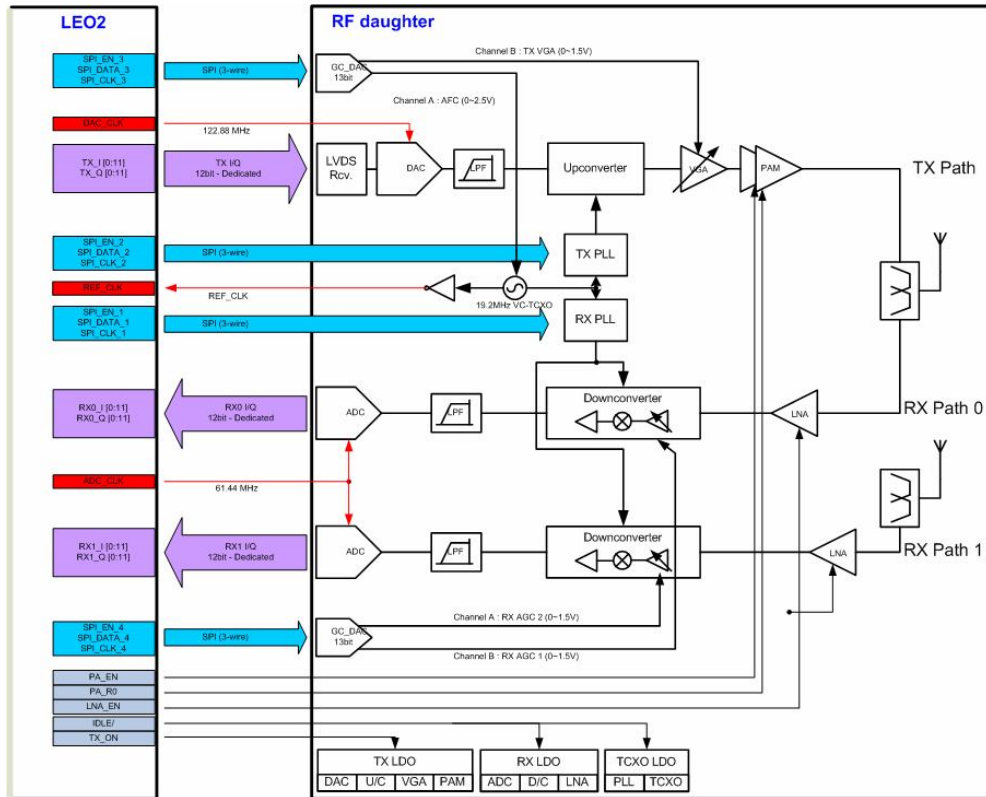 LEO2
RF daughter
SPI_EN_3
SPI_DATA_3
SPI_CLK_3
SPI (3-wire)
GC_DAC
13bit
Channel B : TX VGA (0~1.5V)
Channel A : AFC (0~2.5V)
DAC_CLK
122.88 MHz
TX_I [0:11]
TX_Q [0:11]
TX I/Q
12bit - Dedicated
LVDS
Rcv.
DAC
LPF
Upconverter
VGA
PAM
TX Path
SPI_EN_2
SPI_DATA_2
SPI_CLK_2
SPI (3-wire)
TX PLL
REF_CLK
REF_CLK
19.2MHz VC-TCXO
SPI_EN_1
SPI_DATA_1
SPI_CLK_1
SPI (3-wire)
RX PLL
RX0_I [0:11]
RX0_Q [0:11]
RX0 I/Q
12bit - Dedicated
ADC
LPF
Downconverter
LNA
RX Path 0
ADC_CLK
61.44 MHz
RX1_I [0:11]
RX1_Q [0:11]
RX1 I/Q
12bit - Dedicated
ADC
LPF
Downconverter
LNA
RX Path 1
SPI_EN_4
SPI_DATA_4
SPI_CLK_4
SPI (3-wire)
GC_DAC
13bit
Channel A : RX AGC 2 (0~1.5V)
Channel B : RX AGC 1 (0~1.5V)
PA_EN
PA_R0
LNA_EN
IDLE/
TX_ON
TX LDO
DAC U/C VGA PAM
RX LDO
ADC D/C LNA
TCXO LDO
PLL TCXO